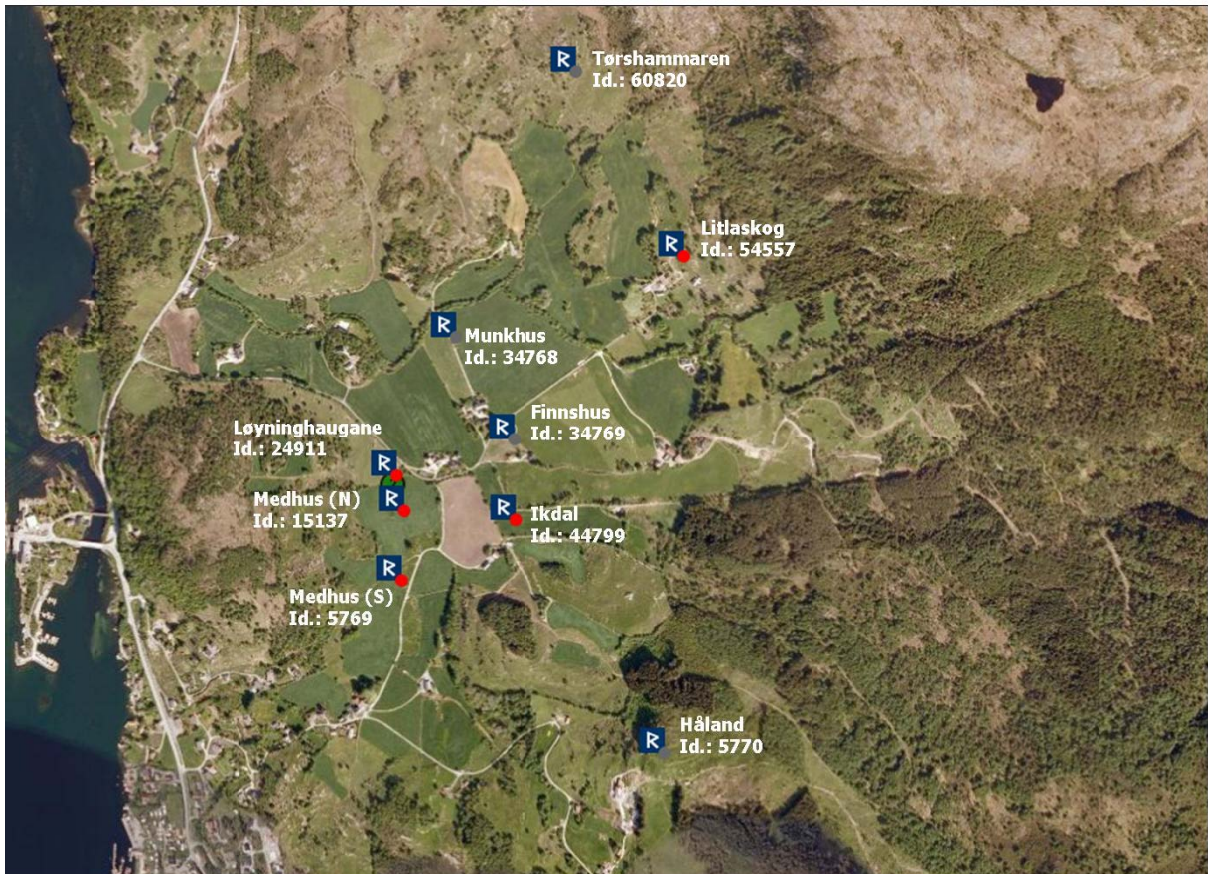 Tørshammaren
Id.: 60820
Litlaskog
Id.: 54557
Munkhus
Id.: 34768
Finnshus
Id.: 34769
Løyninghaugane
Id.: 24911
Medhus (N)
Id.: 15137
Ikdal
Id.: 44799
Medhus (S)
Id.: 5769
Håland
Id.: 5770